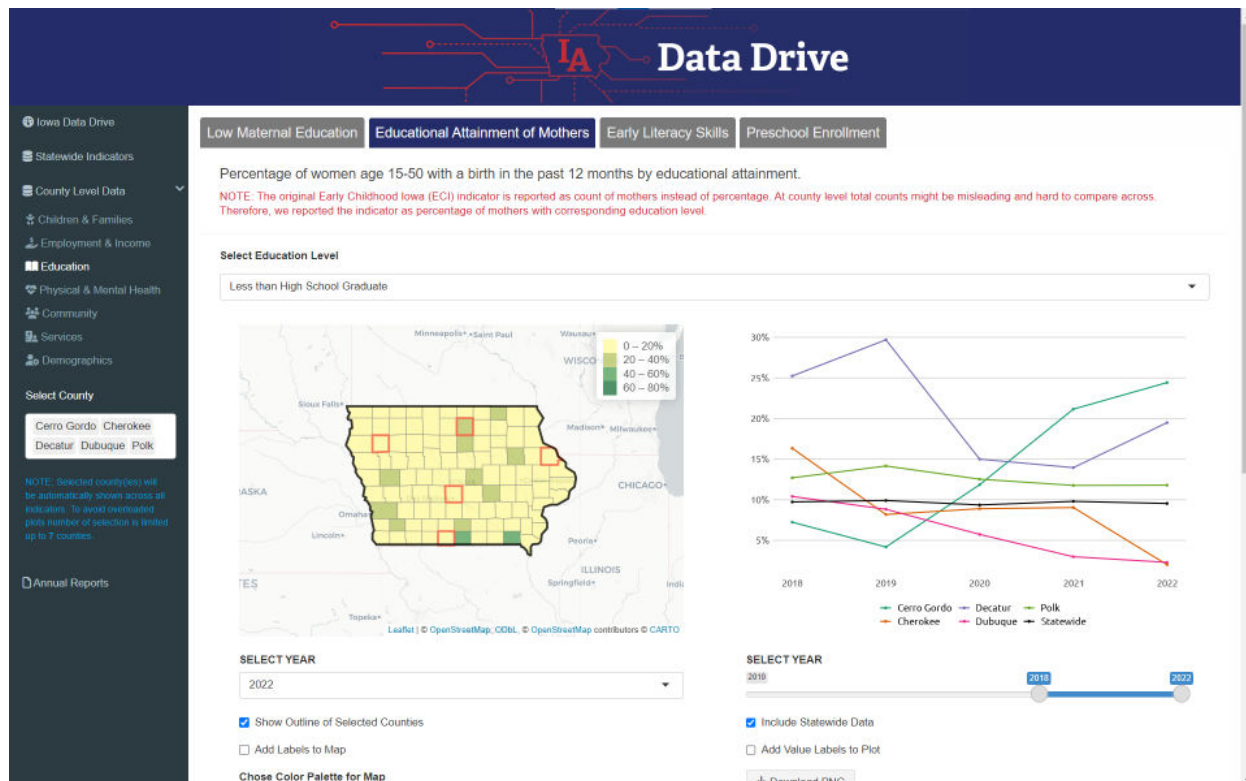 IA Data Drive
Iowa Data Drive
Statewide Indicators
County Level Data
Children & Families
Employment & Income
Education
Physical & Mental Health
Community
Services
Demographics
Select County
Cerro Gordo Cherokee
Decatur Dubuque Polk
NOTE: Selected county(ies) will
be automatically shown across all
indicators. To avoid overloaded
plots number of selection is limited
up to 7 counties.
Annual Reports
Low Maternal Education Educational Attainment of Mothers Early Literacy Skills Preschool Enrollment
Percentage of women age 15-50 with a birth in the past 12 months by educational attainment.
NOTE: The original Early Childhood Iowa (ECI) indicator is reported as count of mothers instead of percentage. At county level total counts might be misleading and hard to compare across.
Therefore, we reported the indicator as percentage of mothers with corresponding education level.
Select Education Level
Less than High School Graduate
Minneapolis Saint Paul Wausau
WISCO
0 – 20%
20 – 40%
40 – 60%
60 – 80%
Sioux Falls
Madison Milwaukee
ASKA
CHICAGO
Omaha
Lincoln
Peoria
ILLINOIS
TES
Springfield
Indi
Topeka
Leaflet | © OpenStreetMap, ODbL, © OpenStreetMap contributors © CARTO
30%
25%
20%
15%
10%
5%
2018 2019 2020 2021 2022
Cerro Gordo Decatur Polk
Cherokee Dubuque Statewide
SELECT YEAR
2022
Show Outline of Selected Counties
Add Labels to Map
Chose Color Palette for Map
SELECT YEAR
2018 2022
Include Statewide Data
Add Value Labels to Plot
Download PNG